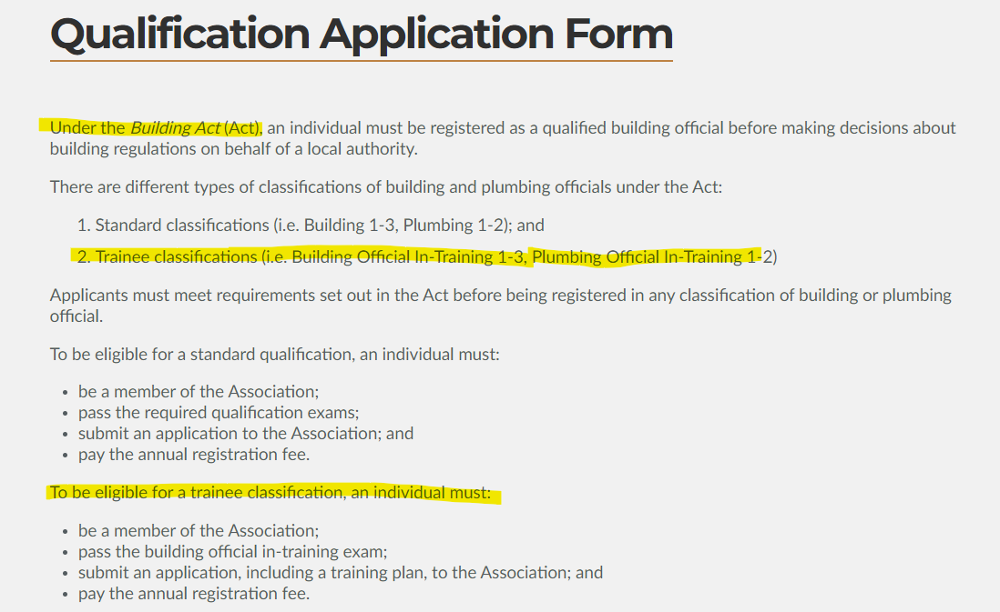 Qualification Application Form
Under the Building Act (Act), an individual must be registered as a qualified building official before making decisions about
building regulations on behalf of a local authority.
There are different types of classifications of building and plumbing officials under the Act:
1. Standard classifications (i.e. Building 1-3, Plumbing 1-2); and
2. Trainee classifications (i.e. Building Official In-Training 1-3, Plumbing Official In-Training 1-2)
Applicants must meet requirements set out in the Act before being registered in any classification of building or plumbing
official.
To be eligible for a standard qualification, an individual must:
• be a member of the Association;
• pass the required qualification exams;
• submit an application to the Association; and
• pay the annual registration fee.
To be eligible for a trainee classification, an individual must:
• be a member of the Association;
• pass the building official in-training exam;
• submit an application, including a training plan, to the Association; and
• pay the annual registration fee.